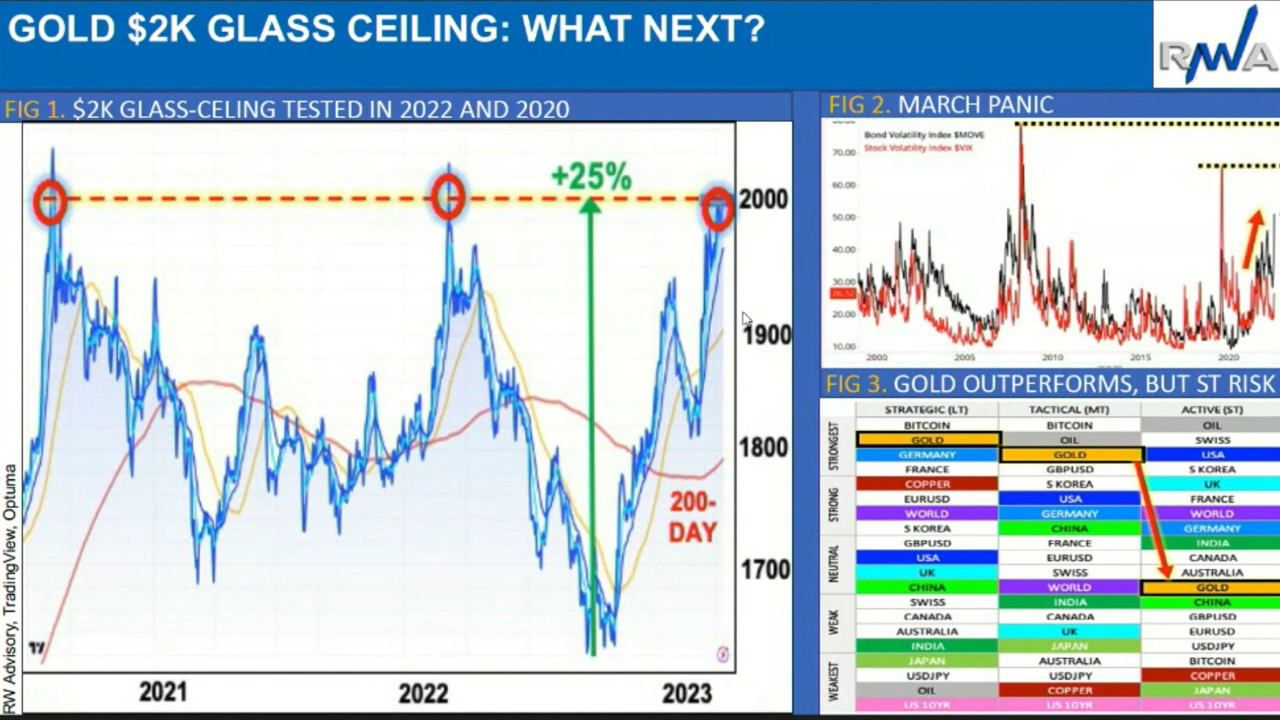 GOLD $2K GLASS CEILING: WHAT NEXT?
RWA
FIG 1. $2K GLASS-CELING TESTED IN 2022 AND 2020
+25%
2000
1900
1800
1700
200-
DAY
2021 2022 2023
RW Advisory, TradingView, Optuma
FIG 2. MARCH PANIC
Bond Volatility Index $MOVE
Stock Volatility Index $VIX
70.00
60.00
50.00
40.00
30.00
26.52
20.00
10.00
2000 2005 2010 2015 2020
FIG 3. GOLD OUTPERFORMS, BUT ST RISK
STRATEGIC (LT) TACTICAL (MT) ACTIVE (ST)
STRONGEST
BITCOIN BITCOIN OIL
GOLD OIL SWISS
GERMANY GOLD USA
FRANCE GBPUSD S KOREA
STRONG
COPPER S KOREA UK
EURUSD USA FRANCE
WORLD GERMANY WORLD
S KOREA CHINA GERMANY
NEUTRAL
GBPUSD FRANCE INDIA
USA EURUSD CANADA
UK SWISS AUSTRALIA
CHINA WORLD GOLD
WEAK
SWISS INDIA CHINA
CANADA CANADA GBPUSD
AUSTRALIA UK EURUSD
INDIA JAPAN USDJPY
WEAKEST
JAPAN AUSTRALIA BITCOIN
USDJPY USDJPY COPPER
OIL COPPER JAPAN
US 10YR US 10YR US 10YR